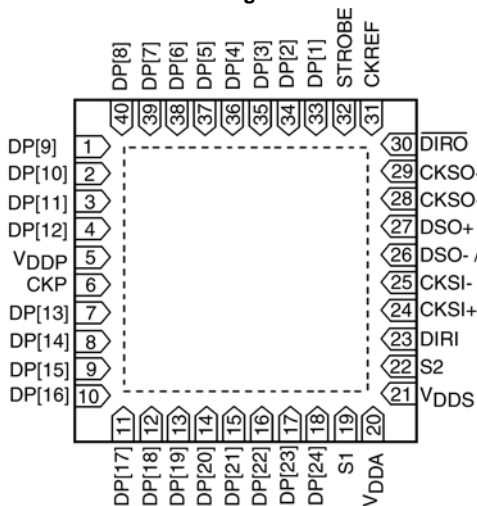 DP[8]
DP[7]
DP[6]
DP[5]
DP[4]
DP[3]
DP[2]
DP[1]
STROBE
CKREF
40
39
38
37
36
35
34
33
32
31
DP[9] 1
DP[10] 2
DP[11] 3
DP[12] 4
VDDP 5
CKP 6
DP[13] 7
DP[14] 8
DP[15] 9
DP[16] 10
30 DIRO
29 CKSO
28 CKSO
27 DSO+
26 DSO- /
25 CKSI-
24 CKSI+
23 DIRI
22 S2
21 VDDS
11
12
13
14
15
16
17
18
19
20
DP[17]
DP[18]
DP[19]
DP[20]
DP[21]
DP[22]
DP[23]
DP[24]
S1
VDDA